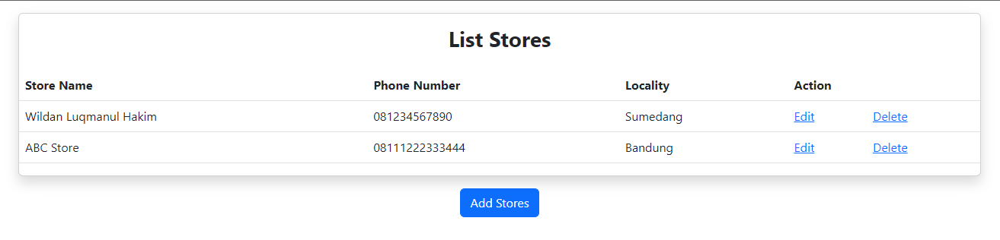 List Stores
Store Name Phone Number Locality Action
Wildan Luqmanul Hakim 081234567890 Sumedang Edit Delete
ABC Store 08111222333444 Bandung Edit Delete
Add Stores